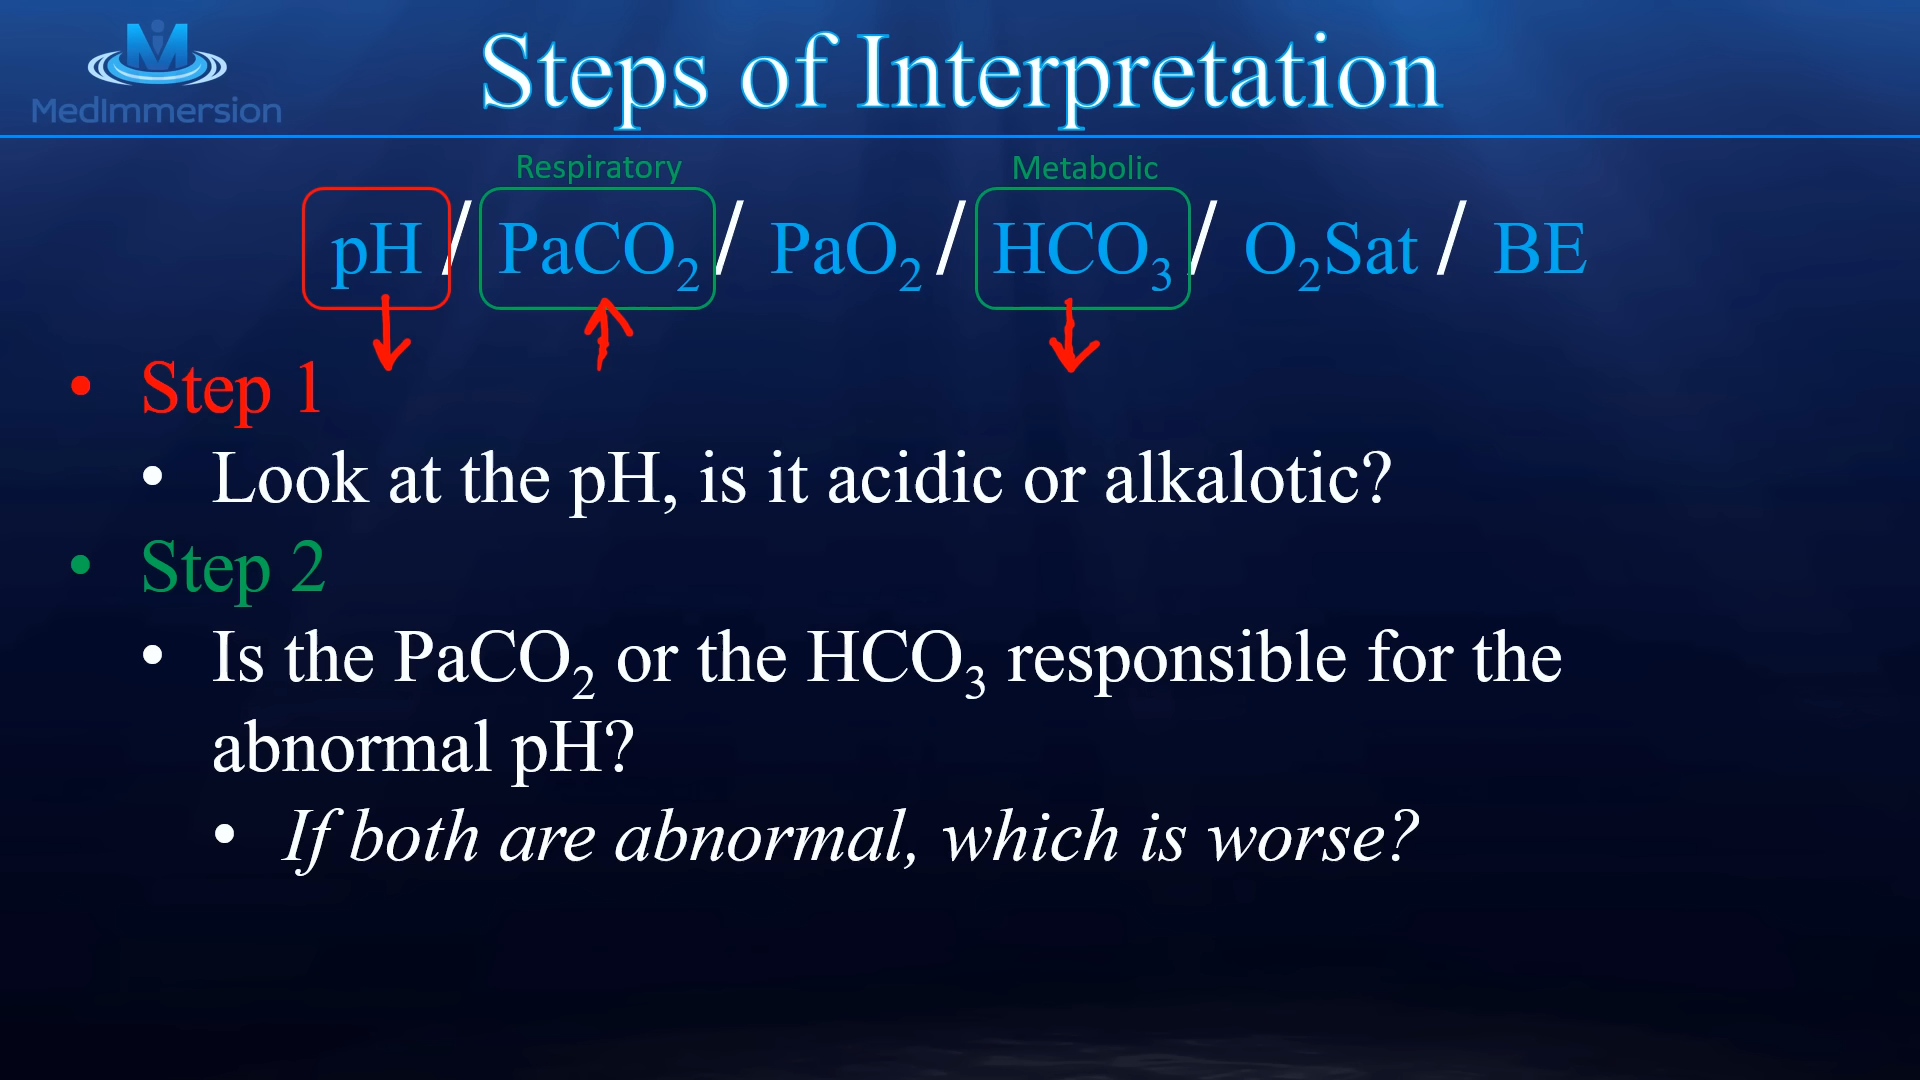 MedImmersion
Steps of Interpretation
Respiratory Metabolic
pH / PaCO₂ / PaO₂ / HCO₃ / O₂Sat / BE
• Step 1
• Look at the pH, is it acidic or alkalotic?
• Step 2
• Is the PaCO₂ or the HCO₃ responsible for the
abnormal pH?
• If both are abnormal, which is worse?